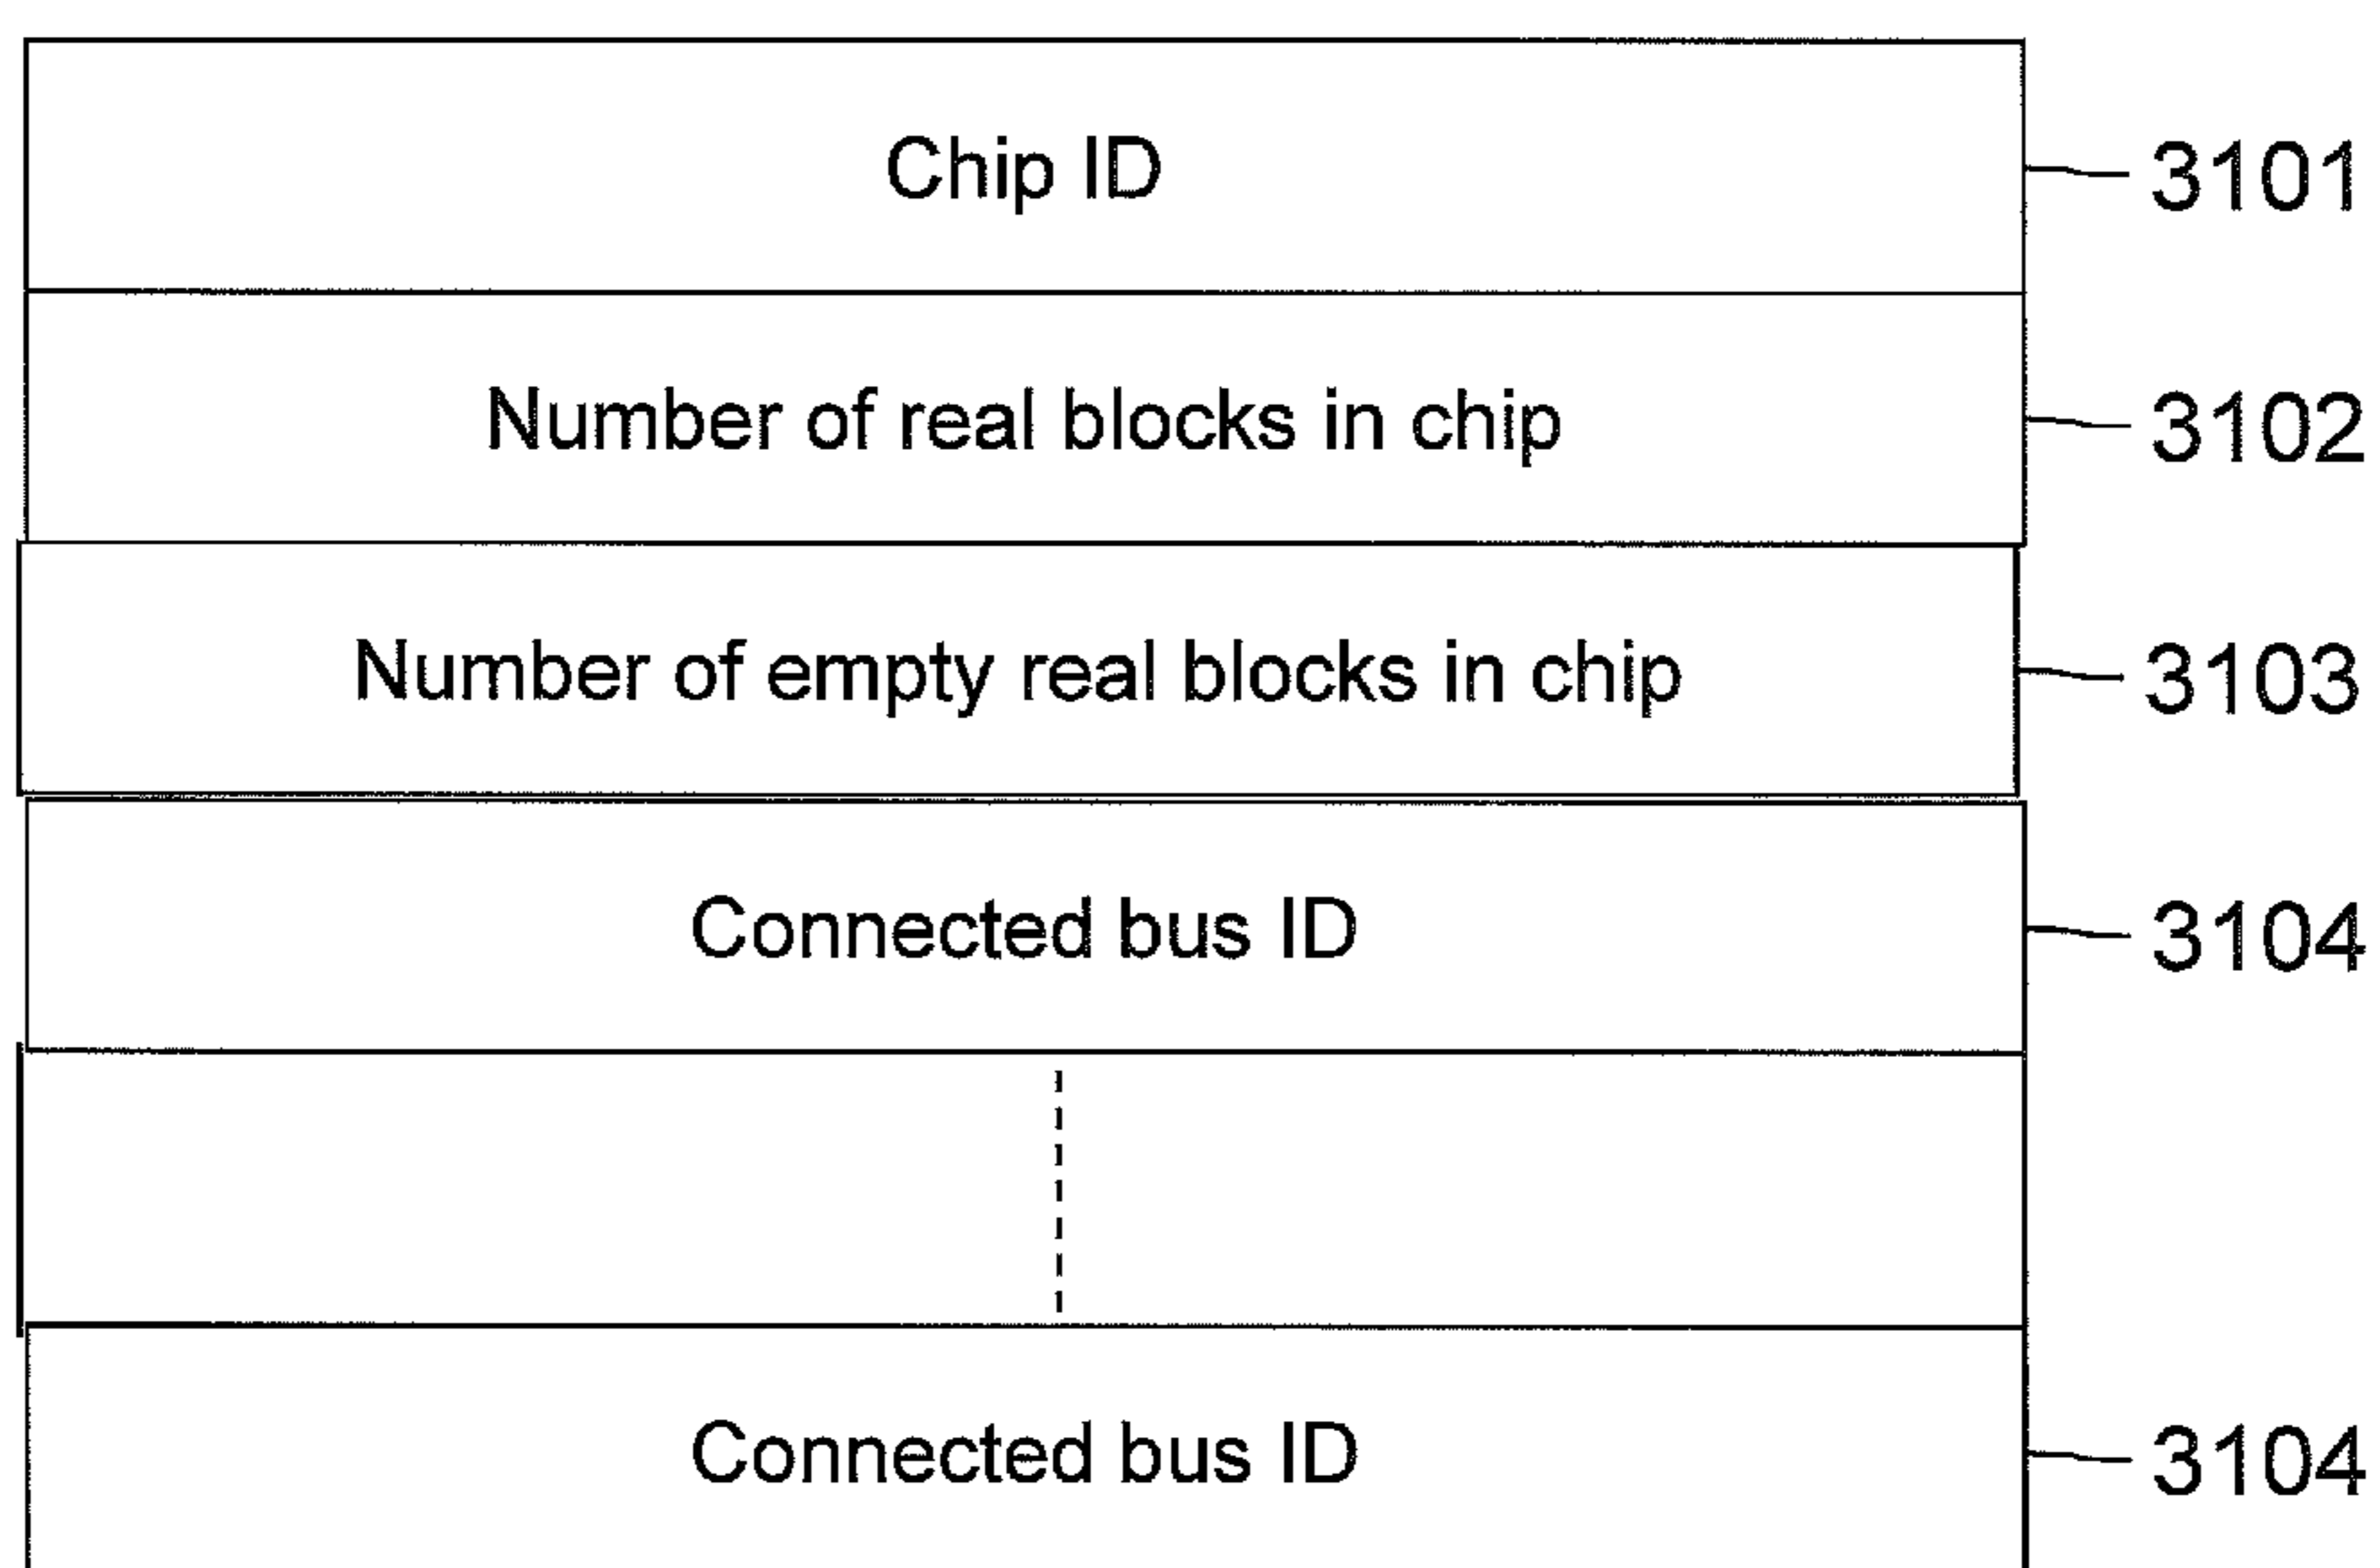 Chip ID 3101
Number of real blocks in chip 3102
Number of empty real blocks in chip 3103
Connected bus ID 3104
Connected bus ID 3104